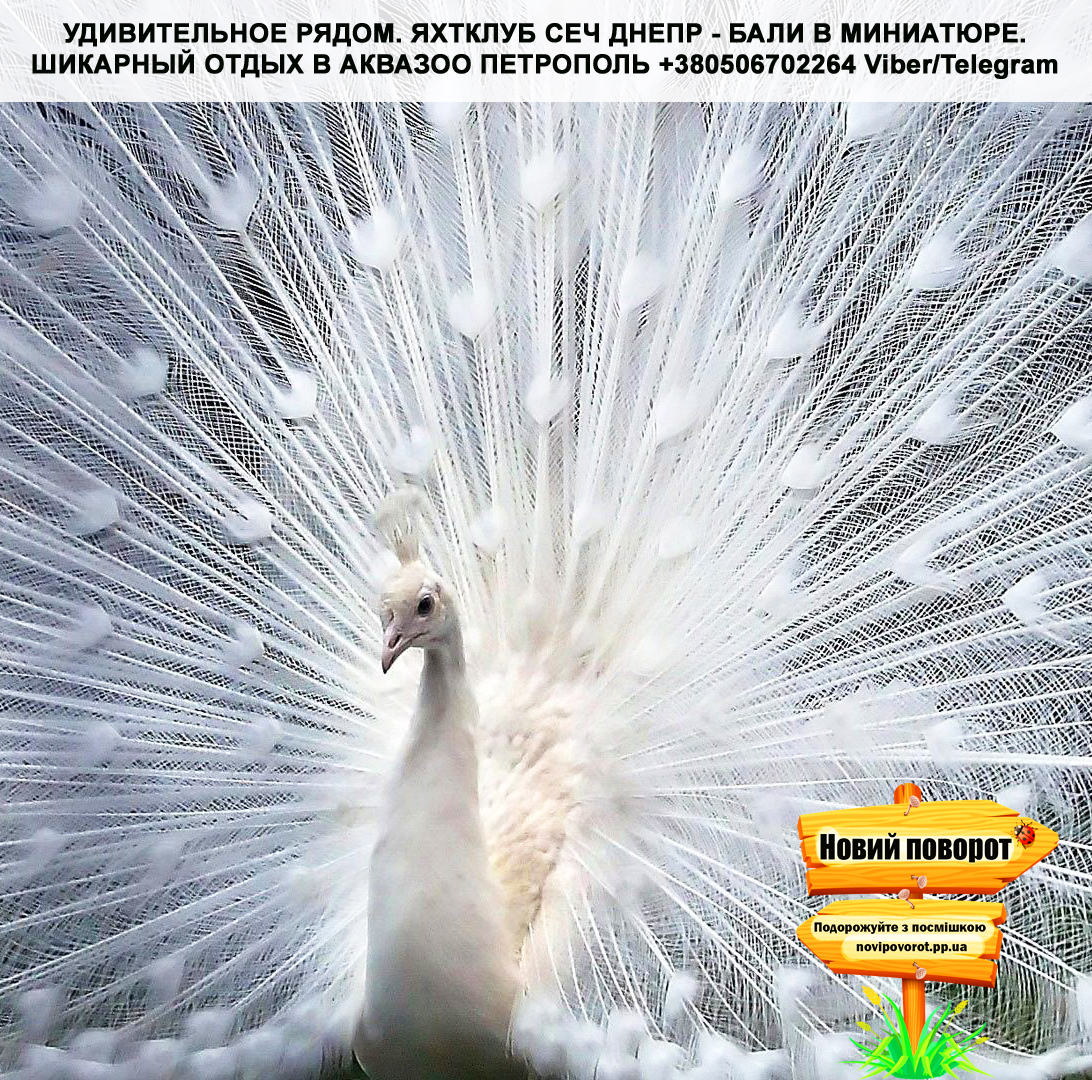 УДИВИТЕЛЬНОЕ РЯДОМ. ЯХТКЛУБ СЕЧ ДНЕПР - БАЛИ В МИНИАТЮРЕ.
ШИКАРНЫЙ ОТДЫХ В АКВАЗОО ПЕТРОПОЛЬ +380506702264 Viber/Telegram
Новий поворот
Подорожуйте з посмішкою
novipovorot.pp.ua